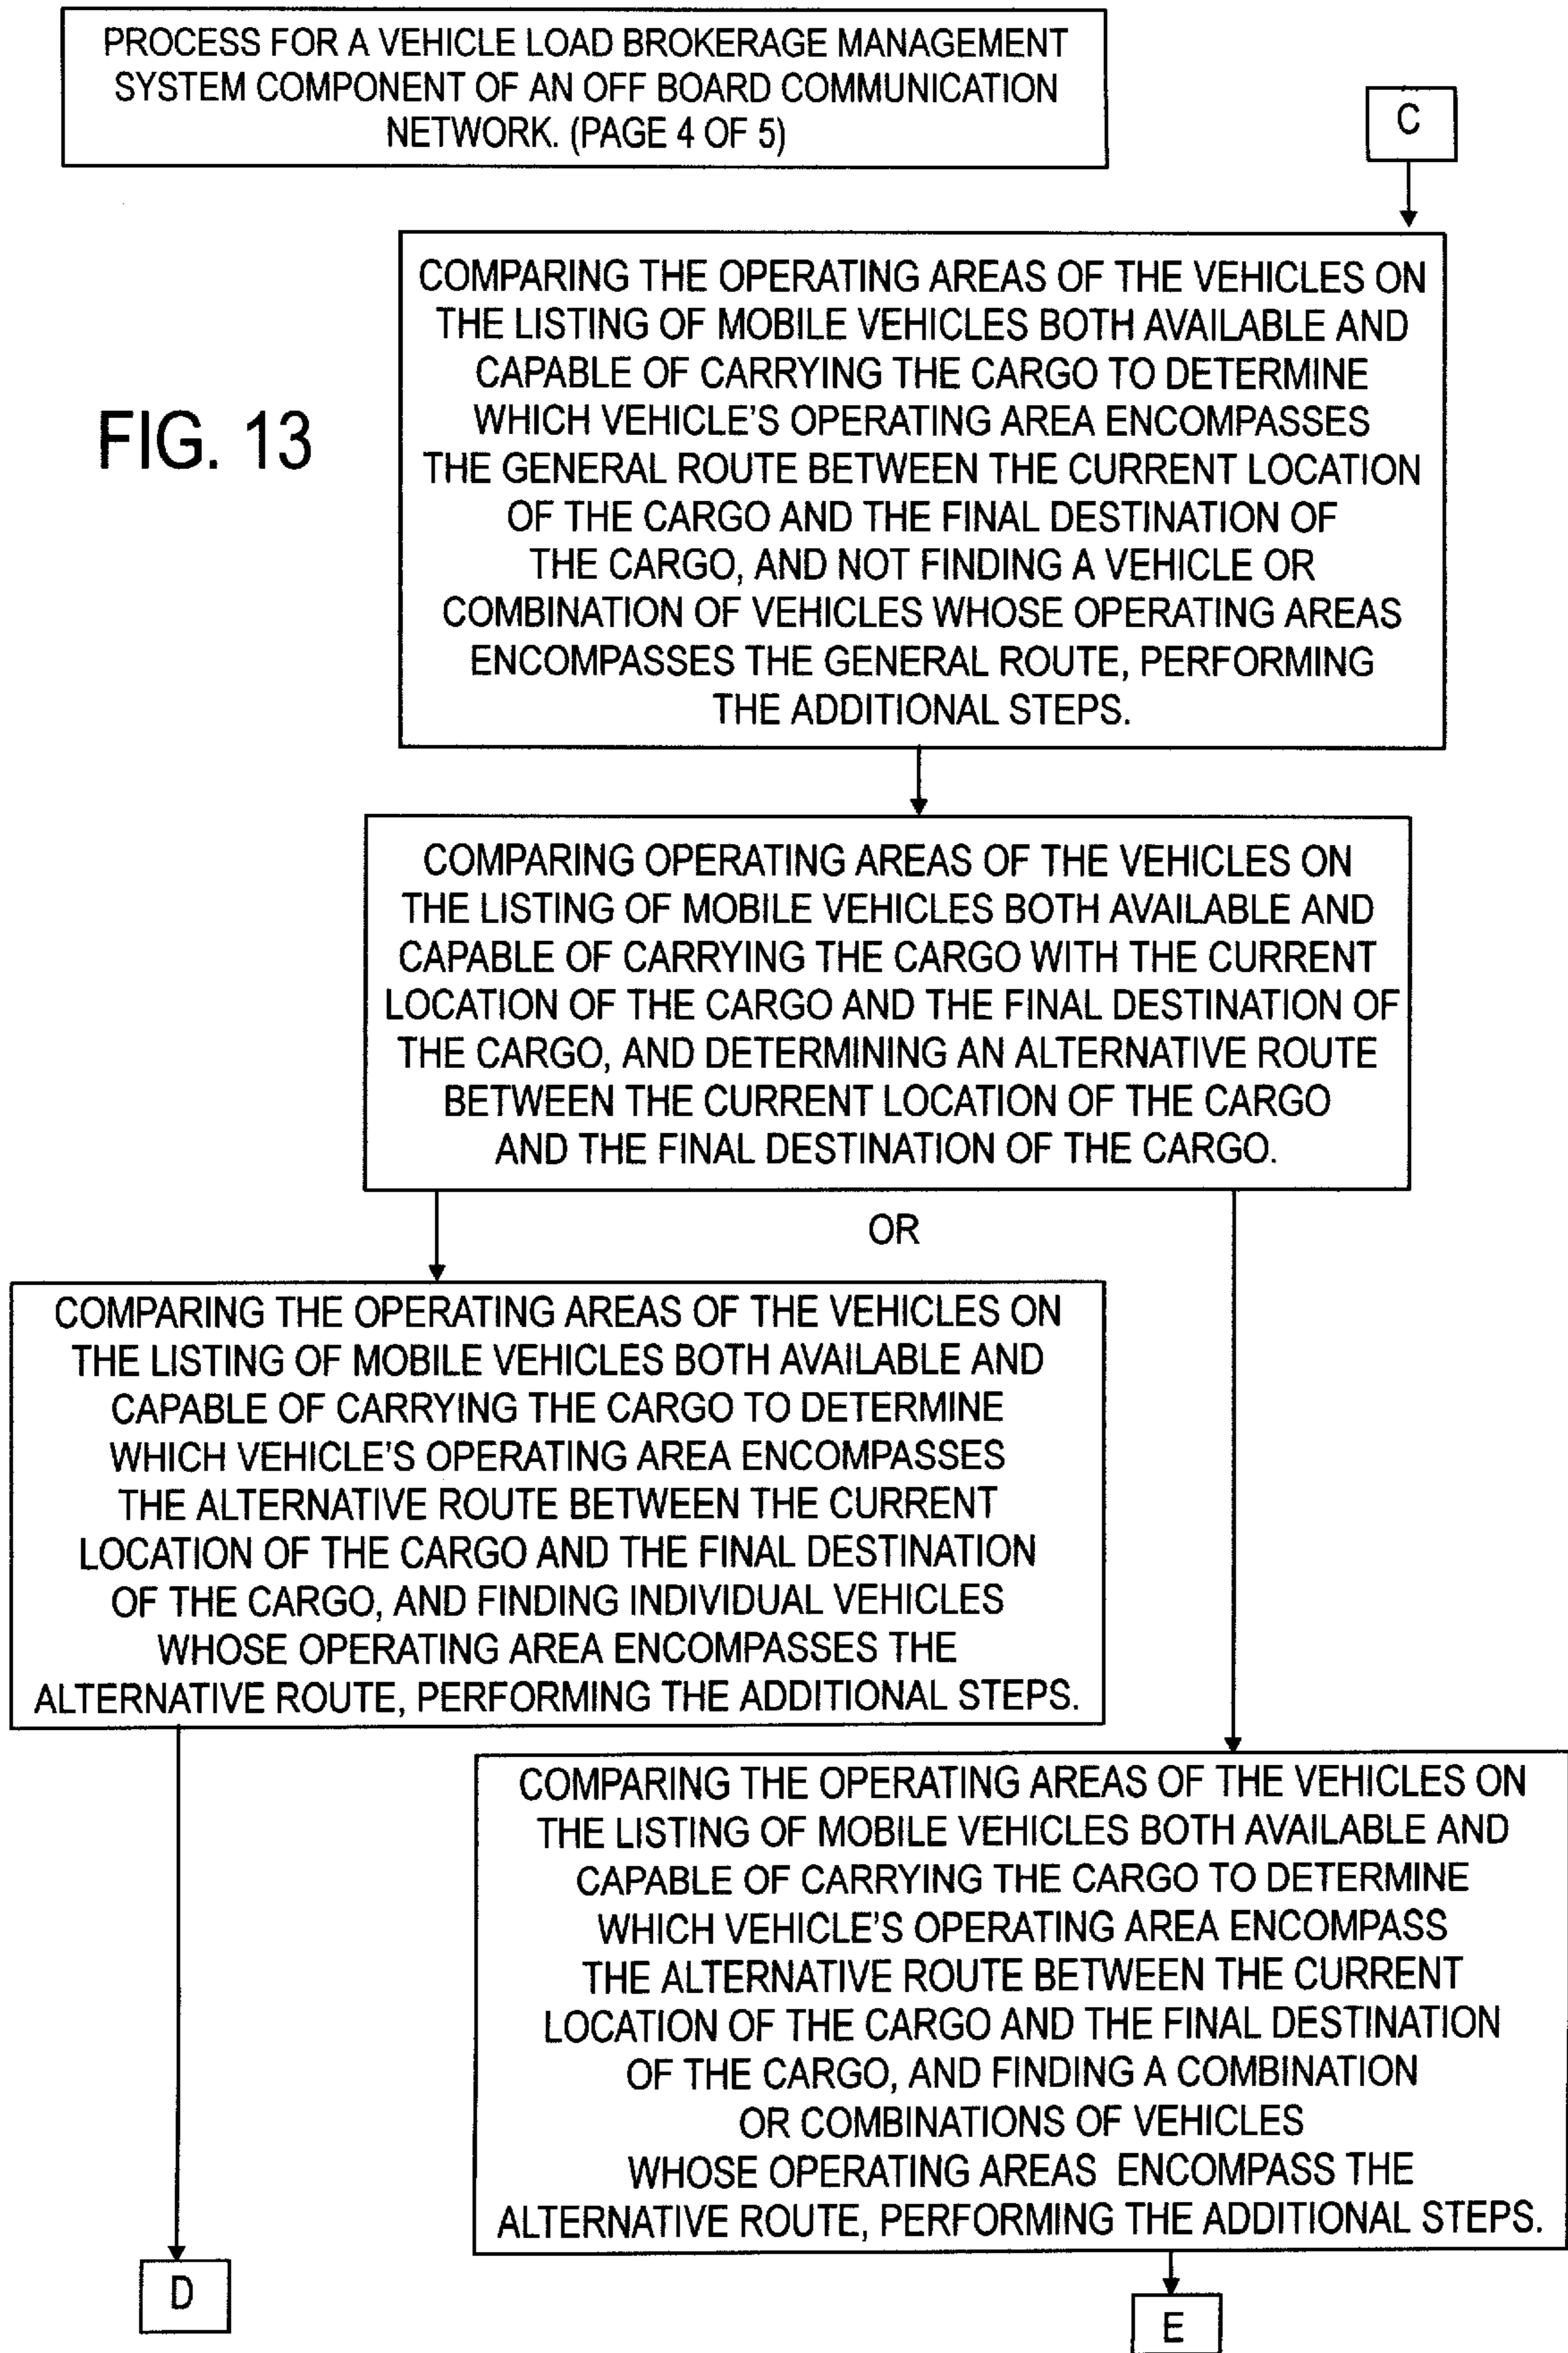 PROCESS FOR A VEHICLE LOAD BROKERAGE MANAGEMENT
SYSTEM COMPONENT OF AN OFF BOARD COMMUNICATION
NETWORK. (PAGE 4 OF 5)
C
COMPARING THE OPERATING AREAS OF THE VEHICLES ON
THE LISTING OF MOBILE VEHICLES BOTH AVAILABLE AND
CAPABLE OF CARRYING THE CARGO TO DETERMINE
WHICH VEHICLE'S OPERATING AREA ENCOMPASSES
THE GENERAL ROUTE BETWEEN THE CURRENT LOCATION
OF THE CARGO AND THE FINAL DESTINATION OF
THE CARGO, AND NOT FINDING A VEHICLE OR
COMBINATION OF VEHICLES WHOSE OPERATING AREAS
ENCOMPASSES THE GENERAL ROUTE, PERFORMING
THE ADDITIONAL STEPS.
FIG. 13
COMPARING OPERATING AREAS OF THE VEHICLES ON
THE LISTING OF MOBILE VEHICLES BOTH AVAILABLE AND
CAPABLE OF CARRYING THE CARGO WITH THE CURRENT
LOCATION OF THE CARGO AND THE FINAL DESTINATION OF
THE CARGO, AND DETERMINING AN ALTERNATIVE ROUTE
BETWEEN THE CURRENT LOCATION OF THE CARGO
AND THE FINAL DESTINATION OF THE CARGO.
OR
COMPARING THE OPERATING AREAS OF THE VEHICLES ON
THE LISTING OF MOBILE VEHICLES BOTH AVAILABLE AND
CAPABLE OF CARRYING THE CARGO TO DETERMINE
WHICH VEHICLE'S OPERATING AREA ENCOMPASSES
THE ALTERNATIVE ROUTE BETWEEN THE CURRENT
LOCATION OF THE CARGO AND THE FINAL DESTINATION
OF THE CARGO, AND FINDING INDIVIDUAL VEHICLES
WHOSE OPERATING AREA ENCOMPASSES THE
ALTERNATIVE ROUTE, PERFORMING THE ADDITIONAL STEPS.
COMPARING THE OPERATING AREAS OF THE VEHICLES ON
THE LISTING OF MOBILE VEHICLES BOTH AVAILABLE AND
CAPABLE OF CARRYING THE CARGO TO DETERMINE
WHICH VEHICLE'S OPERATING AREA ENCOMPASS
THE ALTERNATIVE ROUTE BETWEEN THE CURRENT
LOCATION OF THE CARGO AND THE FINAL DESTINATION
OF THE CARGO, AND FINDING A COMBINATION
OR COMBINATIONS OF VEHICLES
WHOSE OPERATING AREAS ENCOMPASS THE
ALTERNATIVE ROUTE, PERFORMING THE ADDITIONAL STEPS.
D
E